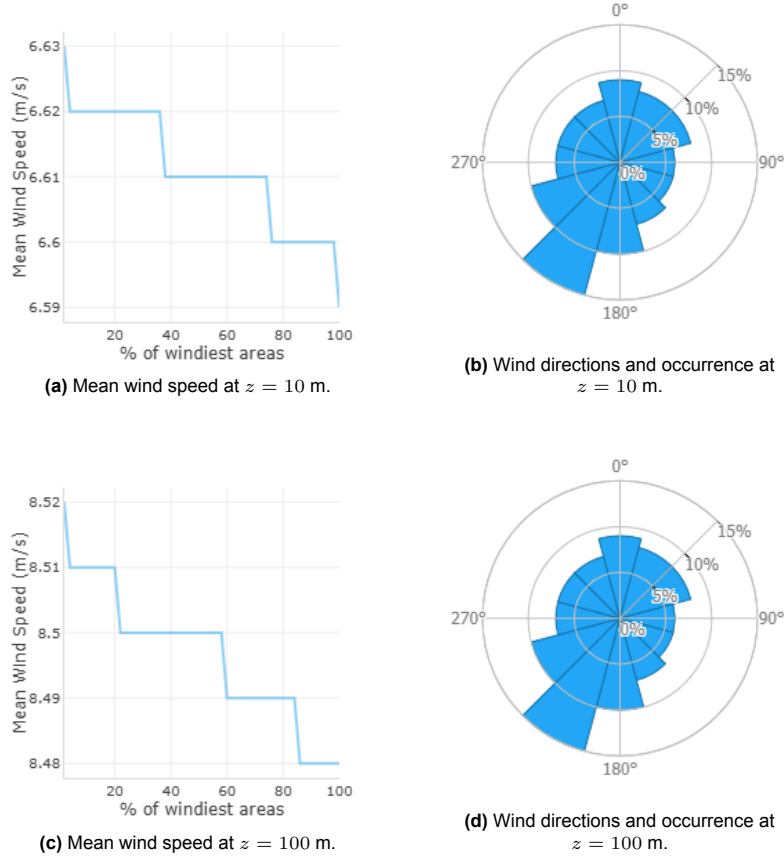 Mean Wind Speed (m/s)
6.63
6.62
6.61
6.6
6.59
20 40 60 80 100
% of windiest areas
(a) Mean wind speed at z = 10 m.
0°
15%
10%
5%
0%
270°
90°
180°
(b) Wind directions and occurrence at
z = 10 m.
Mean Wind Speed (m/s)
8.52
8.51
8.5
8.49
8.48
20 40 60 80 100
% of windiest areas
(c) Mean wind speed at z = 100 m.
0°
15%
10%
5%
0%
270°
90°
180°
(d) Wind directions and occurrence at
z = 100 m.